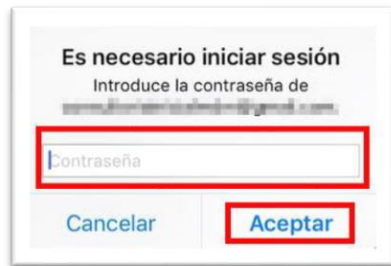 Es necesario iniciar sesión
Introduce la contraseña de
Contraseña
Cancelar
Aceptar